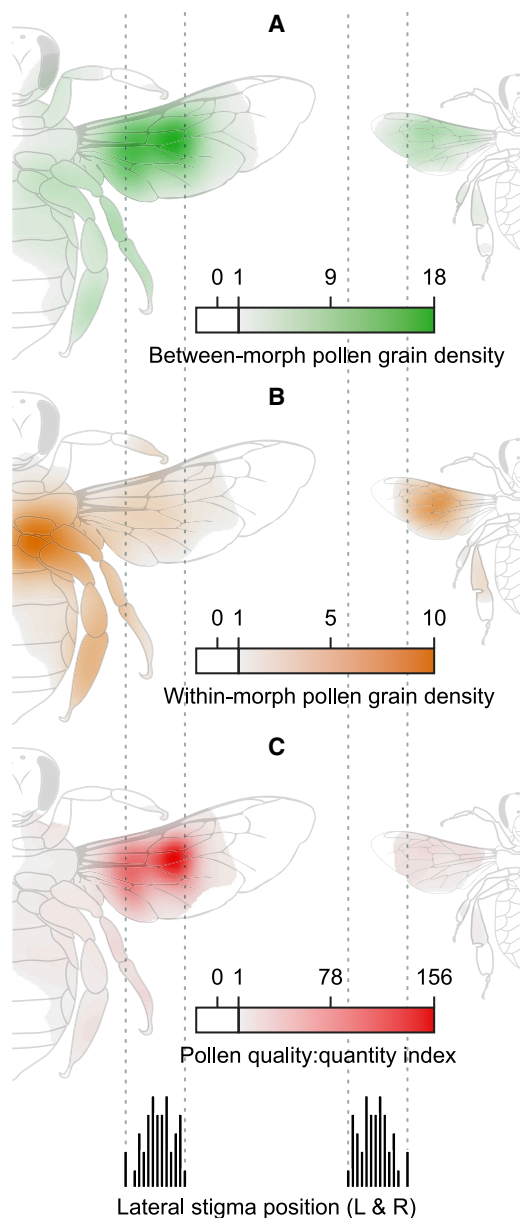 A
0 1 9 18
Between-morph pollen grain density
B
0 1 5 10
Within-morph pollen grain density
C
0 1 78 156
Pollen quality:quantity index
Lateral stigma position (L & R)